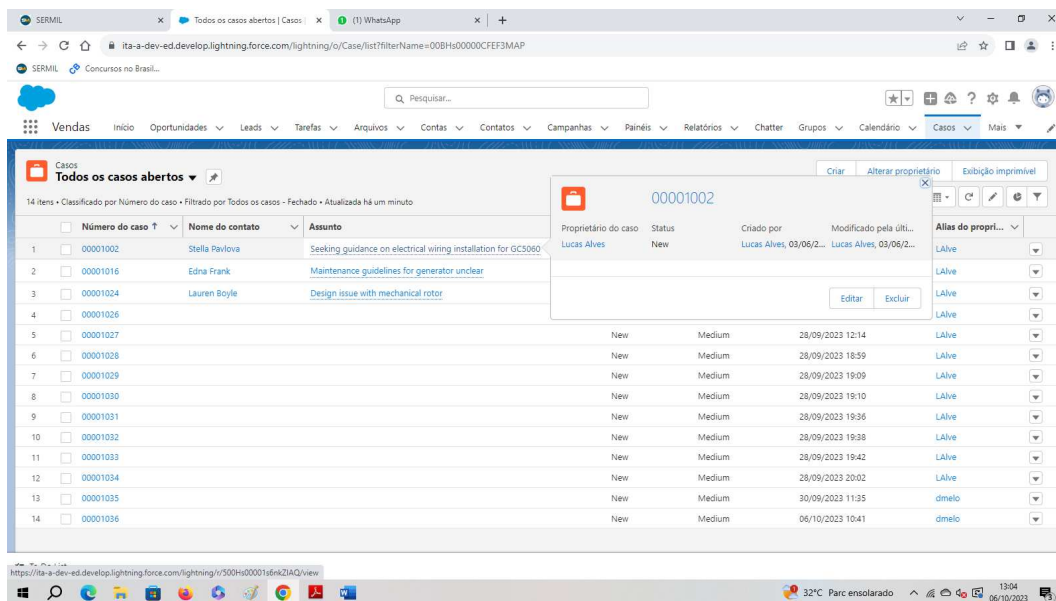 SERMIL
Todos os casos abertos | Casos |
(1) WhatsApp
ita-a-dev-ed.develop.lightning.force.com/lightning/o/Case/list?filterName=00BHs00000CFEF3MAP
SERMIL Concursos no Brasil...
Pesquisar...
Vendas Início Oportunidades Leads Tarefas Arquivos Contas Contatos Campanhas Painéis Relatórios Chatter Grupos Calendário Casos Mais
Casos
Todos os casos abertos
Criar Alterar proprietário Exibição imprimível
14 itens • Classificado por Número do caso • Filtrado por Todos os casos - Fechado • Atualizada há um minuto
00001002
Proprietário do caso Status Criado por Modificado pela últi...
Lucas Alves New Lucas Alves, 03/06/2... Lucas Alves, 03/06/2...
Editar Excluir
Número do caso ↑ Nome do contato Assunto Alias do propri...
1 00001002 Stella Pavlova Seeking guidance on electrical wiring installation for GC5060 LAlve
2 00001016 Edna Frank Maintenance guidelines for generator unclear LAlve
3 00001024 Lauren Boyle Design issue with mechanical rotor LAlve
4 00001026 LAlve
5 00001027 New Medium 28/09/2023 12:14 LAlve
6 00001028 New Medium 28/09/2023 18:59 LAlve
7 00001029 New Medium 28/09/2023 19:09 LAlve
8 00001030 New Medium 28/09/2023 19:10 LAlve
9 00001031 New Medium 28/09/2023 19:36 LAlve
10 00001032 New Medium 28/09/2023 19:38 LAlve
11 00001033 New Medium 28/09/2023 19:42 LAlve
12 00001034 New Medium 28/09/2023 20:02 LAlve
13 00001035 New Medium 30/09/2023 11:35 dmelo
14 00001036 New Medium 06/10/2023 10:41 dmelo
https://ita-a-dev-ed.develop.lightning.force.com/lightning/r/500Hs00001s6nkZIAQ/view
32°C Parc ensolarado
13:04
06/10/2023